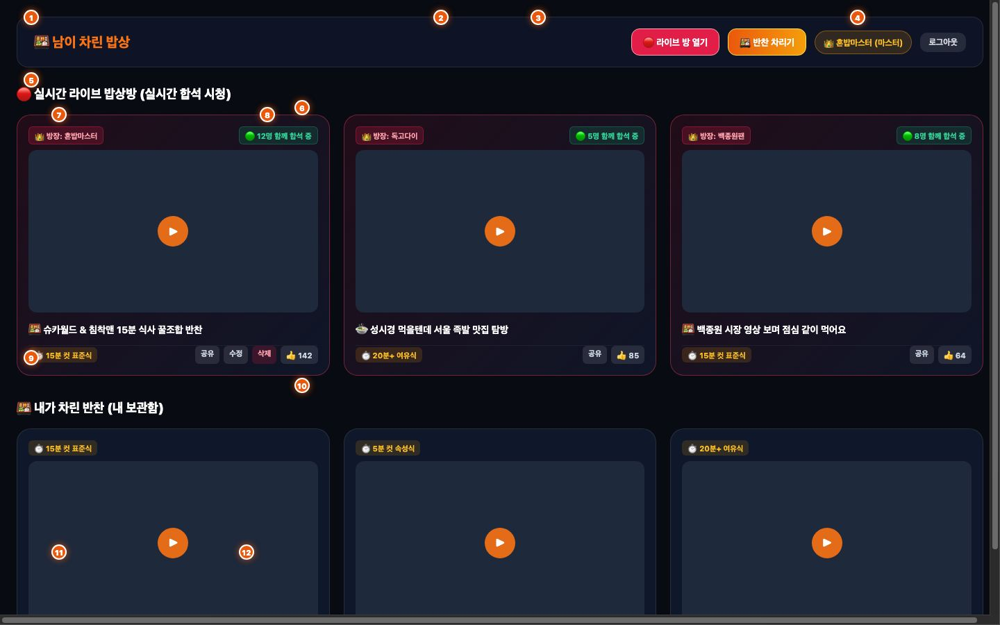 1 2 3 4
남이 차린 밥상 라이브 방 열기 반찬 차리기 혼밥마스터 (마스터) 로그아웃
5
실시간 라이브 밥상방 (실시간 합석 시청)
7 8 6
방장: 혼밥마스터 12명 함께 합석 중 방장: 독고다이 5명 함께 합석 중 방장: 백종원팬 8명 함께 합석 중
슈카월드 & 침착맨 15분 식사 꿀조합 반찬 성시경 먹을텐데 서울 족발 맛집 탐방 백종원 시장 영상 보며 점심 같이 먹어요
9 15분 컷 표준식 공유 수정 삭제 142 20분+ 여유식 공유 85 15분 컷 표준식 공유 64
10
내가 차린 반찬 (내 보관함)
15분 컷 표준식 5분 컷 속성식 20분+ 여유식
11 12